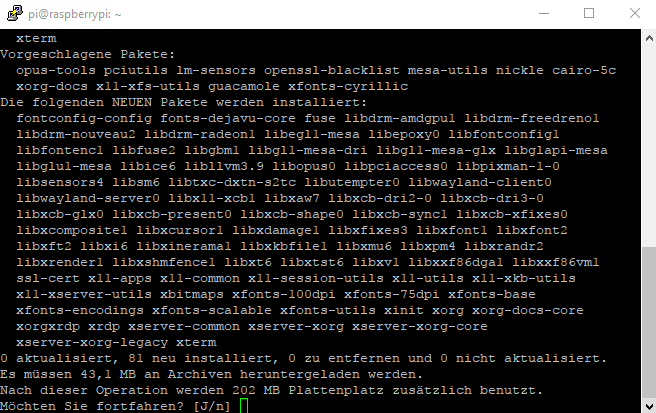 pi@raspberrypi: ~
xterm
Vorgeschlagene Pakete:
opus-tools pciutils lm-sensors openssl-blacklist mesa-utils nickle cairo-5c
xorg-docs x11-xfs-utils guacamole xfonts-cyrillic
Die folgenden NEUEN Pakete werden installiert:
fontconfig-config fonts-dejavu-core fuse libdrm-amdgpu1 libdrm-freedreno1
libdrm-nouveau2 libdrm-radeon1 libegl1-mesa libepoxy0 libfontconfig1
libfontenc1 libfuse2 libgbm1 libgl1-mesa-dri libgl1-mesa-glx libglapi-mesa
libglu1-mesa libice6 libllvm3.9 libopus0 libpciaccess0 libpixman-1-0
libsensors4 libsm6 libtxc-dxtn-s2tc libutempter0 libwayland-client0
libwayland-server0 libx11-xcb1 libxaw7 libxcb-dri2-0 libxcb-dri3-0
libxcb-glx0 libxcb-present0 libxcb-shape0 libxcb-sync1 libxcb-xfixes0
libxcomposite1 libxcursor1 libxdamage1 libxfixes3 libxfont1 libxfont2
libxft2 libxi6 libxinerama1 libxkbfile1 libxmu6 libxpm4 libxrandr2
libxrender1 libxshmfence1 libxt6 libxtst6 libxv1 libxxf86dga1 libxxf86vm1
ssl-cert x11-apps x11-common x11-session-utils x11-utils x11-xkb-utils
x11-xserver-utils xbitmaps xfonts-100dpi xfonts-75dpi xfonts-base
xfonts-encodings xfonts-scalable xfonts-utils xinit xorg xorg-docs-core
xorgxrdp xrdp xserver-common xserver-xorg xserver-xorg-core
xserver-xorg-legacy xterm
0 aktualisiert, 81 neu installiert, 0 zu entfernen und 0 nicht aktualisiert.
Es müssen 43,1 MB an Archiven heruntergeladen werden.
Nach dieser Operation werden 202 MB Plattenplatz zusätzlich benutzt.
Möchten Sie fortfahren? [J/n]